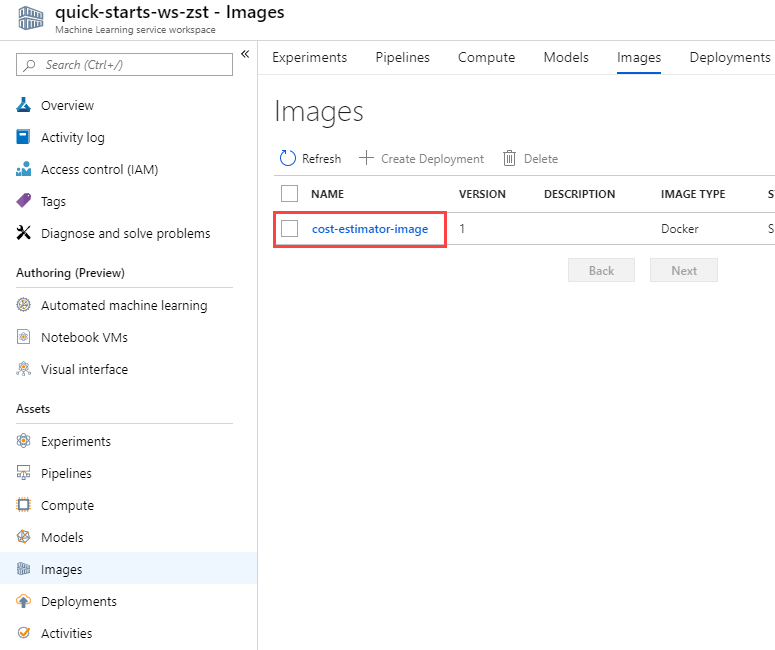 quick-starts-ws-zst - Images
Machine Learning service workspace
Search (Ctrl+/)
«
Overview
Activity log
Access control (IAM)
Tags
Diagnose and solve problems
Authoring (Preview)
Automated machine learning
Notebook VMs
Visual interface
Assets
Experiments
Pipelines
Compute
Models
Images
Deployments
Activities
Experiments Pipelines Compute Models Images Deployments
Images
Refresh Create Deployment Delete
NAME VERSION DESCRIPTION IMAGE TYPE S
cost-estimator-image 1 Docker S
Back Next